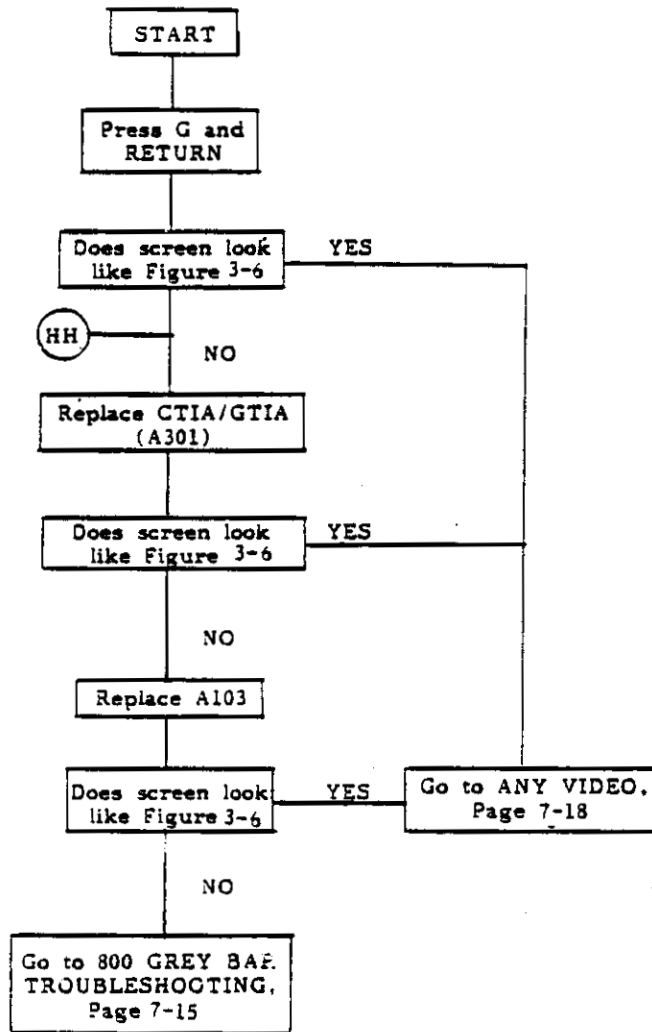 START
Press G and
RETURN
Does screen look
like Figure 3-6
YES
HH
NO
Replace CTIA/GTIA
(A301)
Does screen look
like Figure 3-6
YES
NO
Replace A103
Does screen look
like Figure 3-6
YES
Go to ANY VIDEO,
Page 7-18
NO
Go to 800 GREY BAR
TROUBLESHOOTING,
Page 7-15